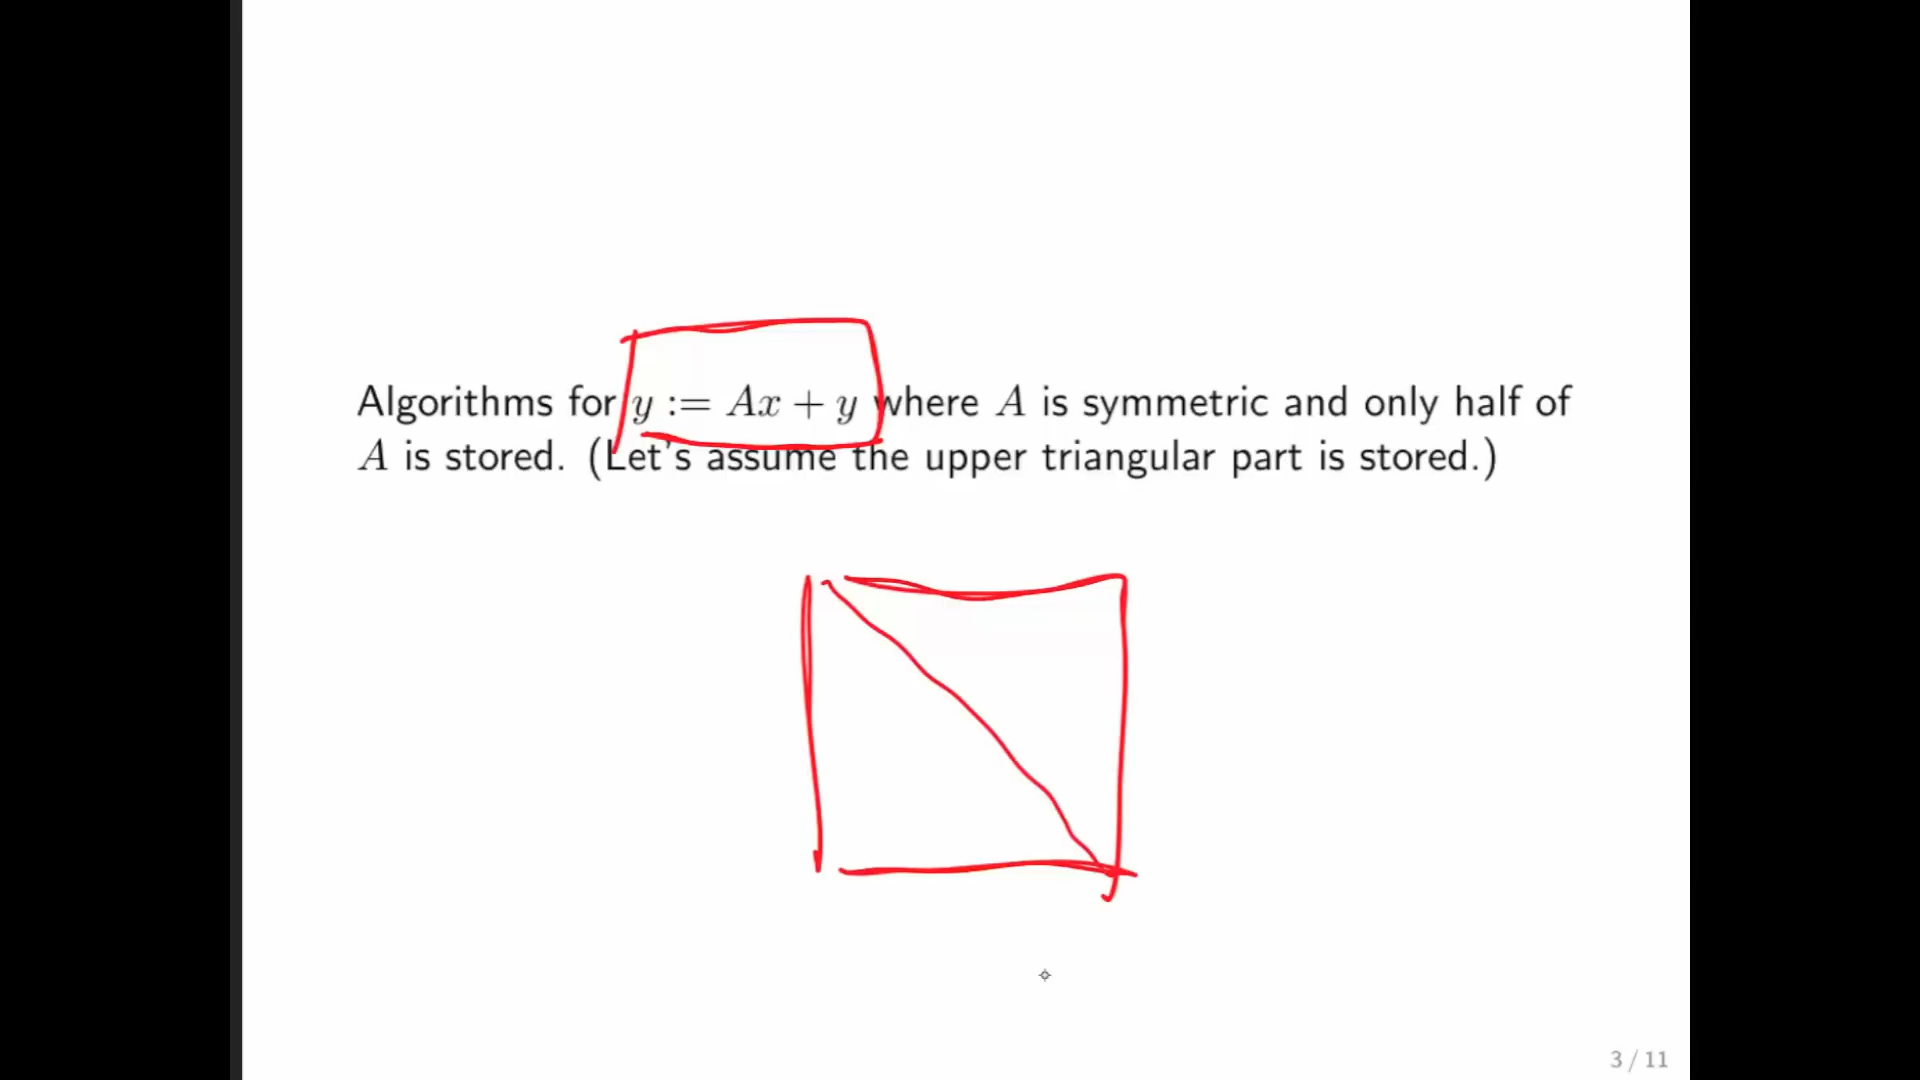 Algorithms for y := Ax + y where A is symmetric and only half of
A is stored. (Let's assume the upper triangular part is stored.)
3 / 11